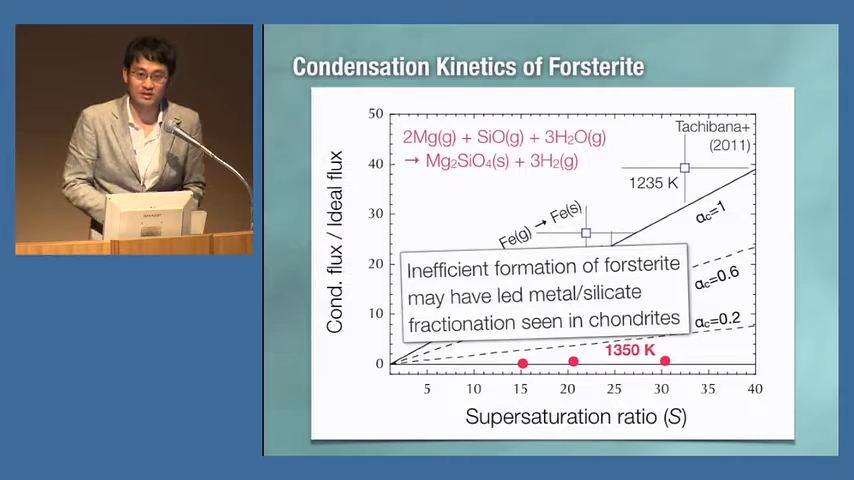 Condensation Kinetics of Forsterite
50
40
30
20
10
0
Cond. flux / Ideal flux
2Mg(g) + SiO(g) + 3H₂O(g)
→ Mg₂SiO₄(s) + 3H₂(g)
Tachibana+
(2011)
1235 K
Fe(g) → Fe(s)
αc=1
Inefficient formation of forsterite
may have led metal/silicate
fractionation seen in chondrites
αc=0.6
αc=0.2
1350 K
5 10 15 20 25 30 35 40
Supersaturation ratio (S)
SHARP